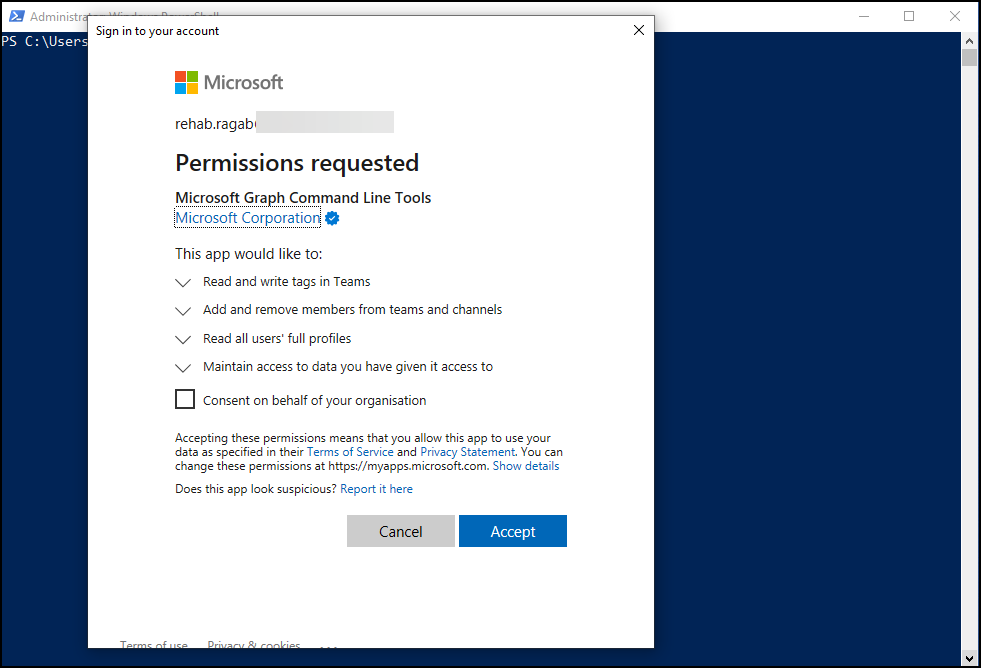 Administrator: Windows PowerShell
PS C:\Users
Sign in to your account
Microsoft
rehab.ragab
Permissions requested
Microsoft Graph Command Line Tools
Microsoft Corporation
This app would like to:
Read and write tags in Teams
Add and remove members from teams and channels
Read all users' full profiles
Maintain access to data you have given it access to
Consent on behalf of your organisation
Accepting these permissions means that you allow this app to use your
data as specified in their Terms of Service and Privacy Statement. You can
change these permissions at https://myapps.microsoft.com. Show details
Does this app look suspicious? Report it here
Cancel Accept
Terms of use Privacy & cookies ...